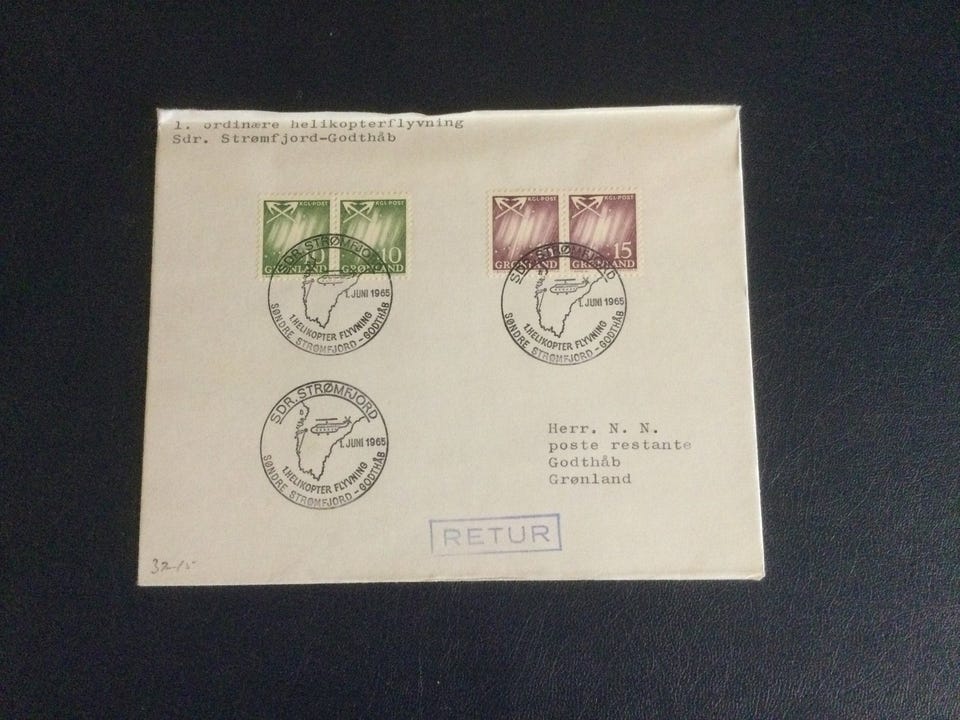 1. ordinære helikopterflyvning
Sdr. Strømfjord-Godthåb
KGL-POST KGL-POST
10 10
GRØNLAND GRØNLAND
KGL-POST KGL-POST
15
GRØNLAND GRØNLAND
SDR. STRØMFJORD
1. JUNI 1965
1. HELIKOPTER FLYVNING
SØNDRE STRØMFJORD - GODTHÅB
SDR. STRØMFJORD
1. JUNI 1965
1. HELIKOPTER FLYVNING
SØNDRE STRØMFJORD - GODTHÅB
SDR. STRØMFJORD
1. JUNI 1965
1. HELIKOPTER FLYVNING
SØNDRE STRØMFJORD - GODTHÅB
Herr. N. N.
poste restante
Godthåb
Grønland
RETUR